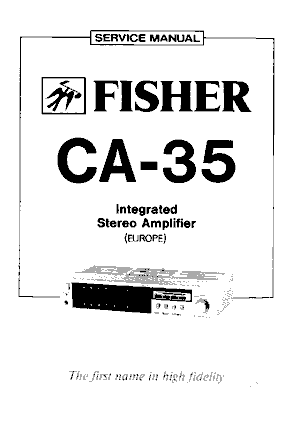 SERVICE MANUAL
FISHER
CA-35
Integrated
Stereo Amplifier
(EUROPE)
The first name in high fidelity